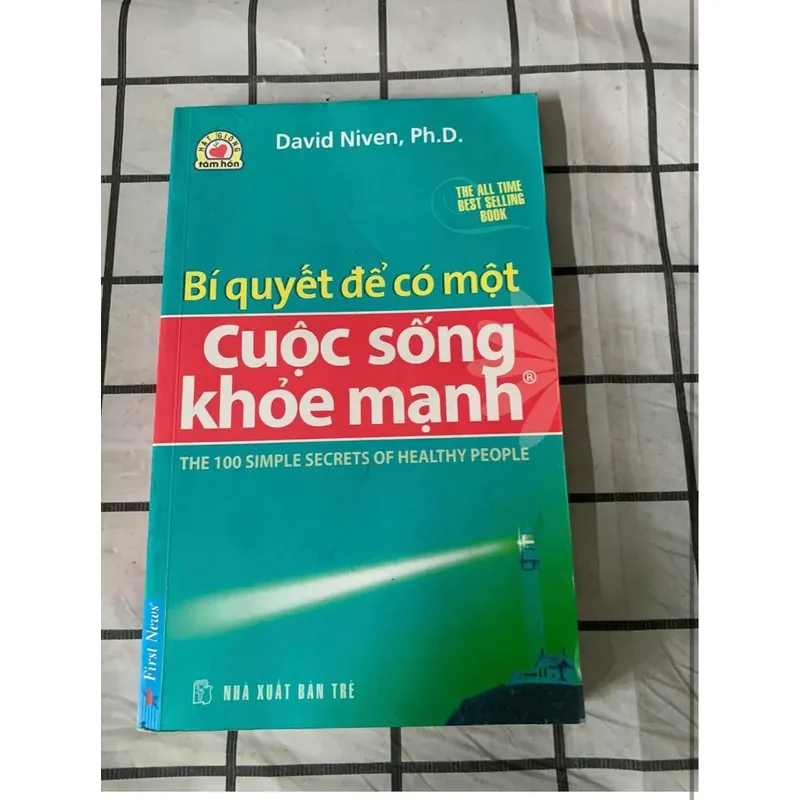 HẠT GIỐNG
tâm hồn
David Niven, Ph.D.
THE ALL TIME
BEST SELLING
BOOK
Bí quyết để có một
Cuộc sống
khỏe mạnh®
THE 100 SIMPLE SECRETS OF HEALTHY PEOPLE
First News®
NHÀ XUẤT BẢN TRẺ